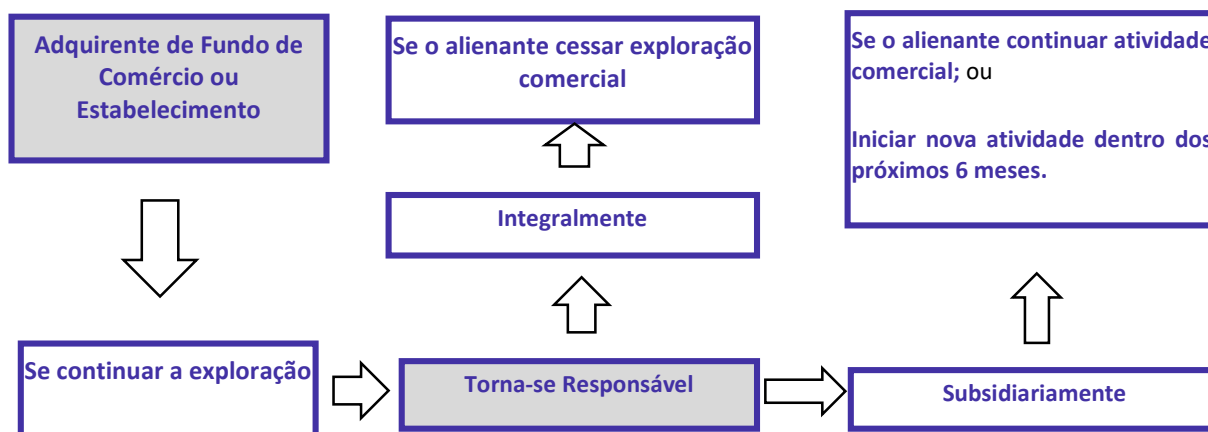 Adquirente de Fundo de
Comércio ou
Estabelecimento
Se o alienante cessar exploração
comercial
Se o alienante continuar atividade
comercial; ou
Iniciar nova atividade dentro dos
próximos 6 meses.
Integralmente
Se continuar a exploração
Torna-se Responsável
Subsidiariamente